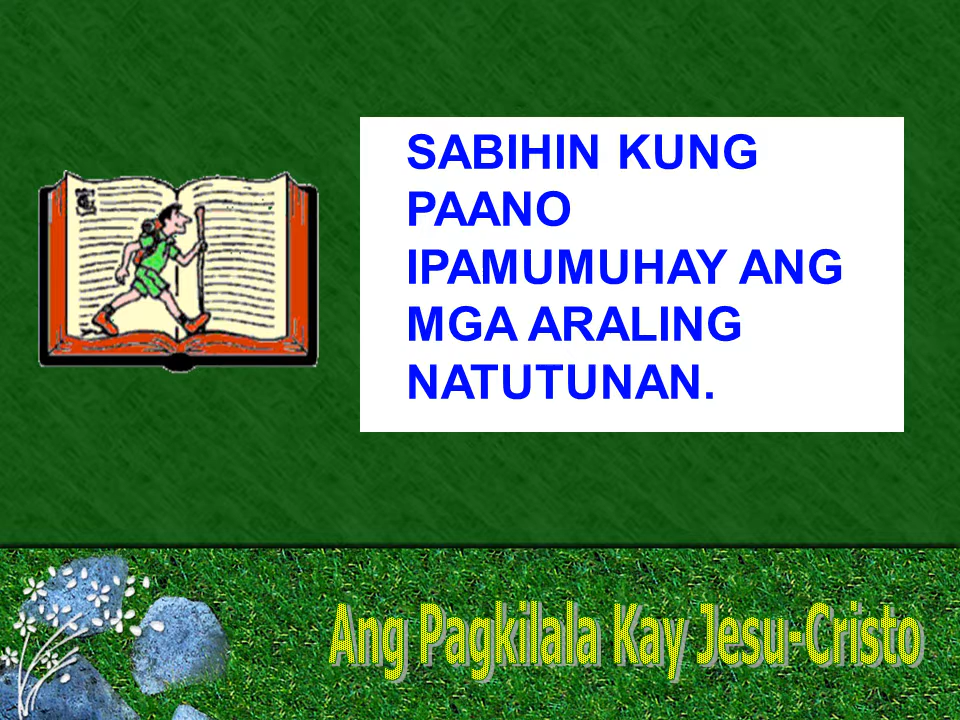 SABIHIN KUNG
PAANO
IPAMUMUHAY ANG
MGA ARALING
NATUTUNAN.
Ang Pagkilala Kay Jesu-Cristo